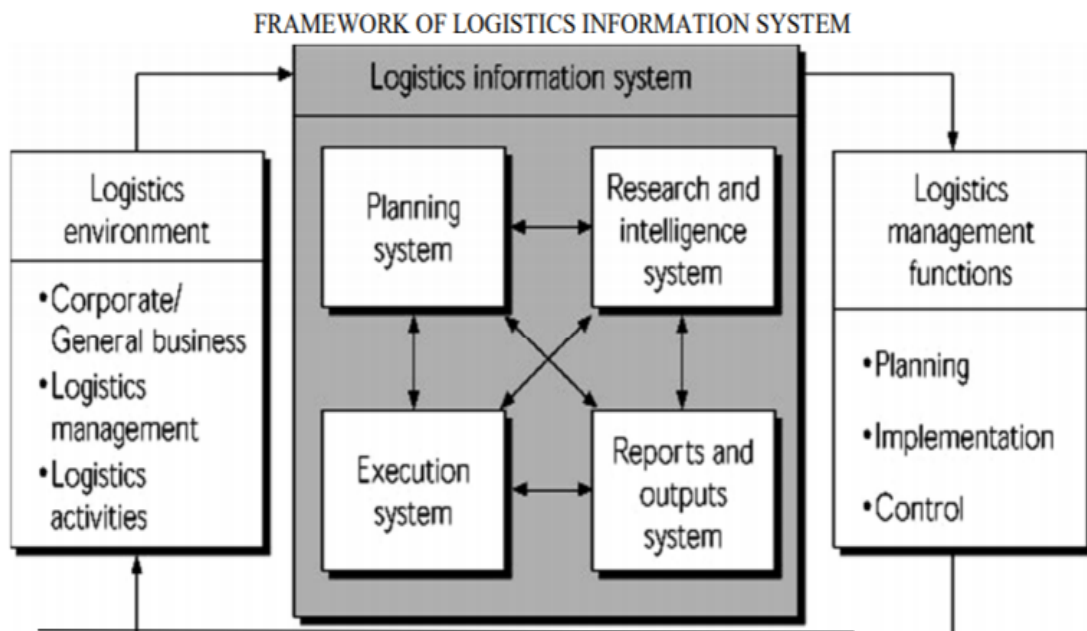 FRAMEWORK OF LOGISTICS INFORMATION SYSTEM
Logistics information system
Logistics
environment
•Corporate/
General business
•Logistics
management
•Logistics
activities
Planning
system
Research and
intelligence
system
Execution
system
Reports and
outputs
system
Logistics
management
functions
•Planning
•Implementation
•Control